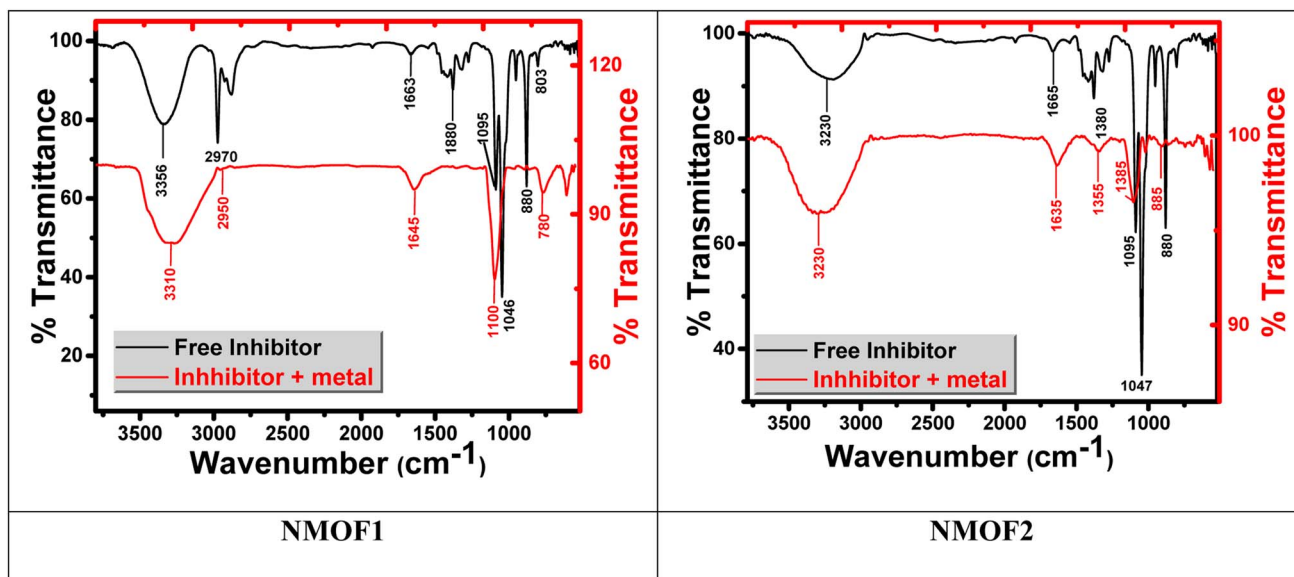 100
80
60
40
20
% Transmittance
3356
2970
1663
1880
1095
1046
880
803
3310
2950
1645
1100
780
120
90
60
% Transmittance
Free Inhibitor
Inhhibitor + metal
3500 3000 2500 2000 1500 1000
Wavenumber (cm-1)
NMOF1
100
80
60
40
% Transmittance
3230
1665
1380
1095
1047
880
3230
1635
1355
1385
885
100
90
% Transmittance
Free Inhibitor
Inhhibitor + metal
3500 3000 2500 2000 1500 1000
Wavenumber (cm-1)
NMOF2